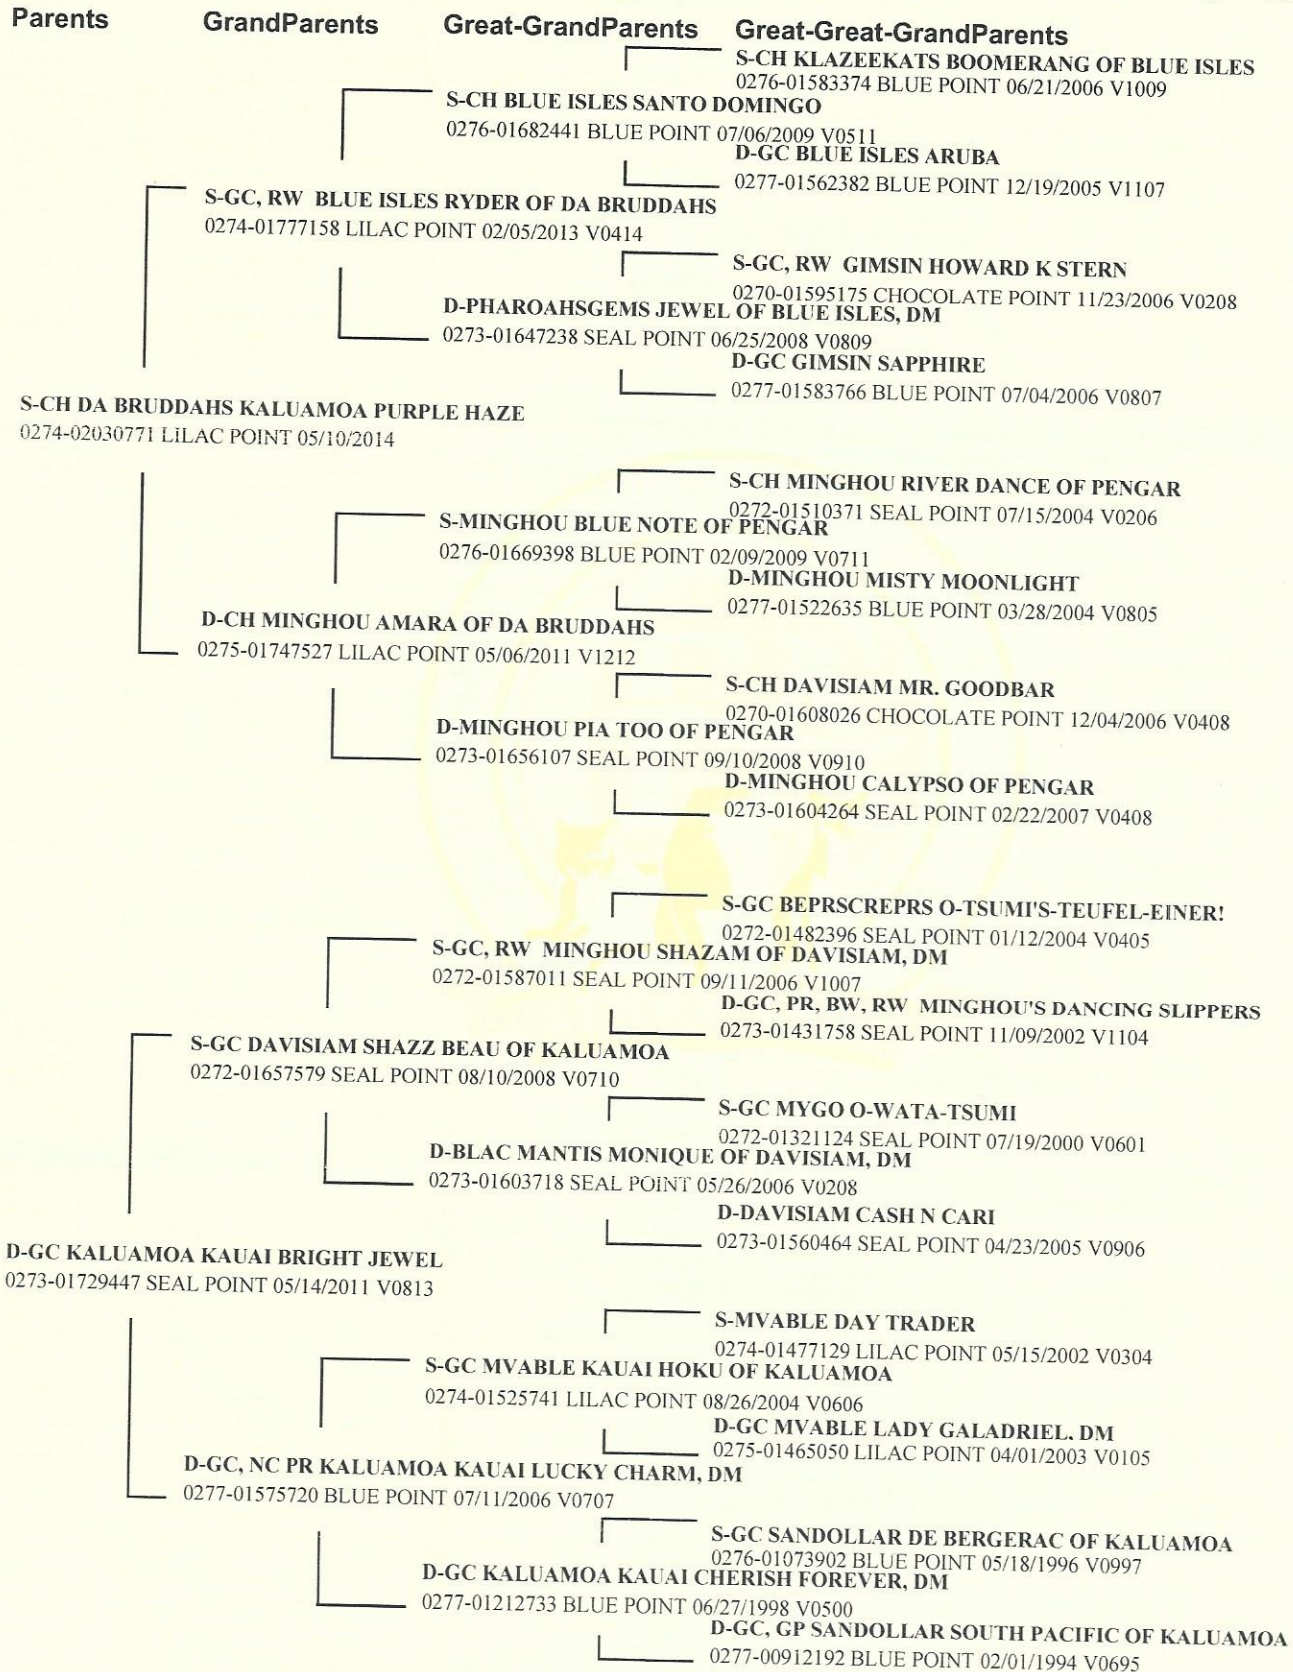 Parents GrandParents Great-GrandParents Great-Great-GrandParents
S-CH KLAZEEKATS BOOMERANG OF BLUE ISLES
0276-01583374 BLUE POINT 06/21/2006 V1009
S-CH BLUE ISLES SANTO DOMINGO
0276-01682441 BLUE POINT 07/06/2009 V0511
D-GC BLUE ISLES ARUBA
0277-01562382 BLUE POINT 12/19/2005 V1107
S-GC, RW BLUE ISLES RYDER OF DA BRUDDAHS
0274-01777158 LILAC POINT 02/05/2013 V0414
S-GC, RW GIMSIN HOWARD K STERN
0270-01595175 CHOCOLATE POINT 11/23/2006 V0208
D-PHAROAHSGEMS JEWEL OF BLUE ISLES, DM
0273-01647238 SEAL POINT 06/25/2008 V0809
D-GC GIMSIN SAPPHIRE
0277-01583766 BLUE POINT 07/04/2006 V0807
S-CH DA BRUDDAHS KALUAMOA PURPLE HAZE
0274-02030771 LILAC POINT 05/10/2014
S-CH MINGHOU RIVER DANCE OF PENGAR
0272-01510371 SEAL POINT 07/15/2004 V0206
S-MINGHOU BLUE NOTE OF PENGAR
0276-01669398 BLUE POINT 02/09/2009 V0711
D-MINGHOU MISTY MOONLIGHT
0277-01522635 BLUE POINT 03/28/2004 V0805
D-CH MINGHOU AMARA OF DA BRUDDAHS
0275-01747527 LILAC POINT 05/06/2011 V1212
S-CH DAVISIAM MR. GOODBAR
0270-01608026 CHOCOLATE POINT 12/04/2006 V0408
D-MINGHOU PIA TOO OF PENGAR
0273-01656107 SEAL POINT 09/10/2008 V0910
D-MINGHOU CALYPSO OF PENGAR
0273-01604264 SEAL POINT 02/22/2007 V0408
S-GC BEPRSCREPRS O-TSUMI'S-TEUFEL-EINER!
0272-01482396 SEAL POINT 01/12/2004 V0405
S-GC, RW MINGHOU SHAZAM OF DAVISIAM, DM
0272-01587011 SEAL POINT 09/11/2006 V1007
D-GC, PR, BW, RW MINGHOU'S DANCING SLIPPERS
0273-01431758 SEAL POINT 11/09/2002 V1104
S-GC DAVISIAM SHAZZ BEAU OF KALUAMOA
0272-01657579 SEAL POINT 08/10/2008 V0710
S-GC MYGO O-WATA-TSUMI
0272-01321124 SEAL POINT 07/19/2000 V0601
D-BLAC MANTIS MONIQUE OF DAVISIAM, DM
0273-01603718 SEAL POINT 05/26/2006 V0208
D-DAVISIAM CASH N CARI
0273-01560464 SEAL POINT 04/23/2005 V0906
D-GC KALUAMOA KAUAI BRIGHT JEWEL
0273-01729447 SEAL POINT 05/14/2011 V0813
S-MVABLE DAY TRADER
0274-01477129 LILAC POINT 05/15/2002 V0304
S-GC MVABLE KAUAI HOKU OF KALUAMOA
0274-01525741 LILAC POINT 08/26/2004 V0606
D-GC MVABLE LADY GALADRIEL, DM
0275-01465050 LILAC POINT 04/01/2003 V0105
D-GC, NC PR KALUAMOA KAUAI LUCKY CHARM, DM
0277-01575720 BLUE POINT 07/11/2006 V0707
S-GC SANDOLLAR DE BERGERAC OF KALUAMOA
0276-01073902 BLUE POINT 05/18/1996 V0997
D-GC KALUAMOA KAUAI CHERISH FOREVER, DM
0277-01212733 BLUE POINT 06/27/1998 V0500
D-GC, GP SANDOLLAR SOUTH PACIFIC OF KALUAMOA
0277-00912192 BLUE POINT 02/01/1994 V0695